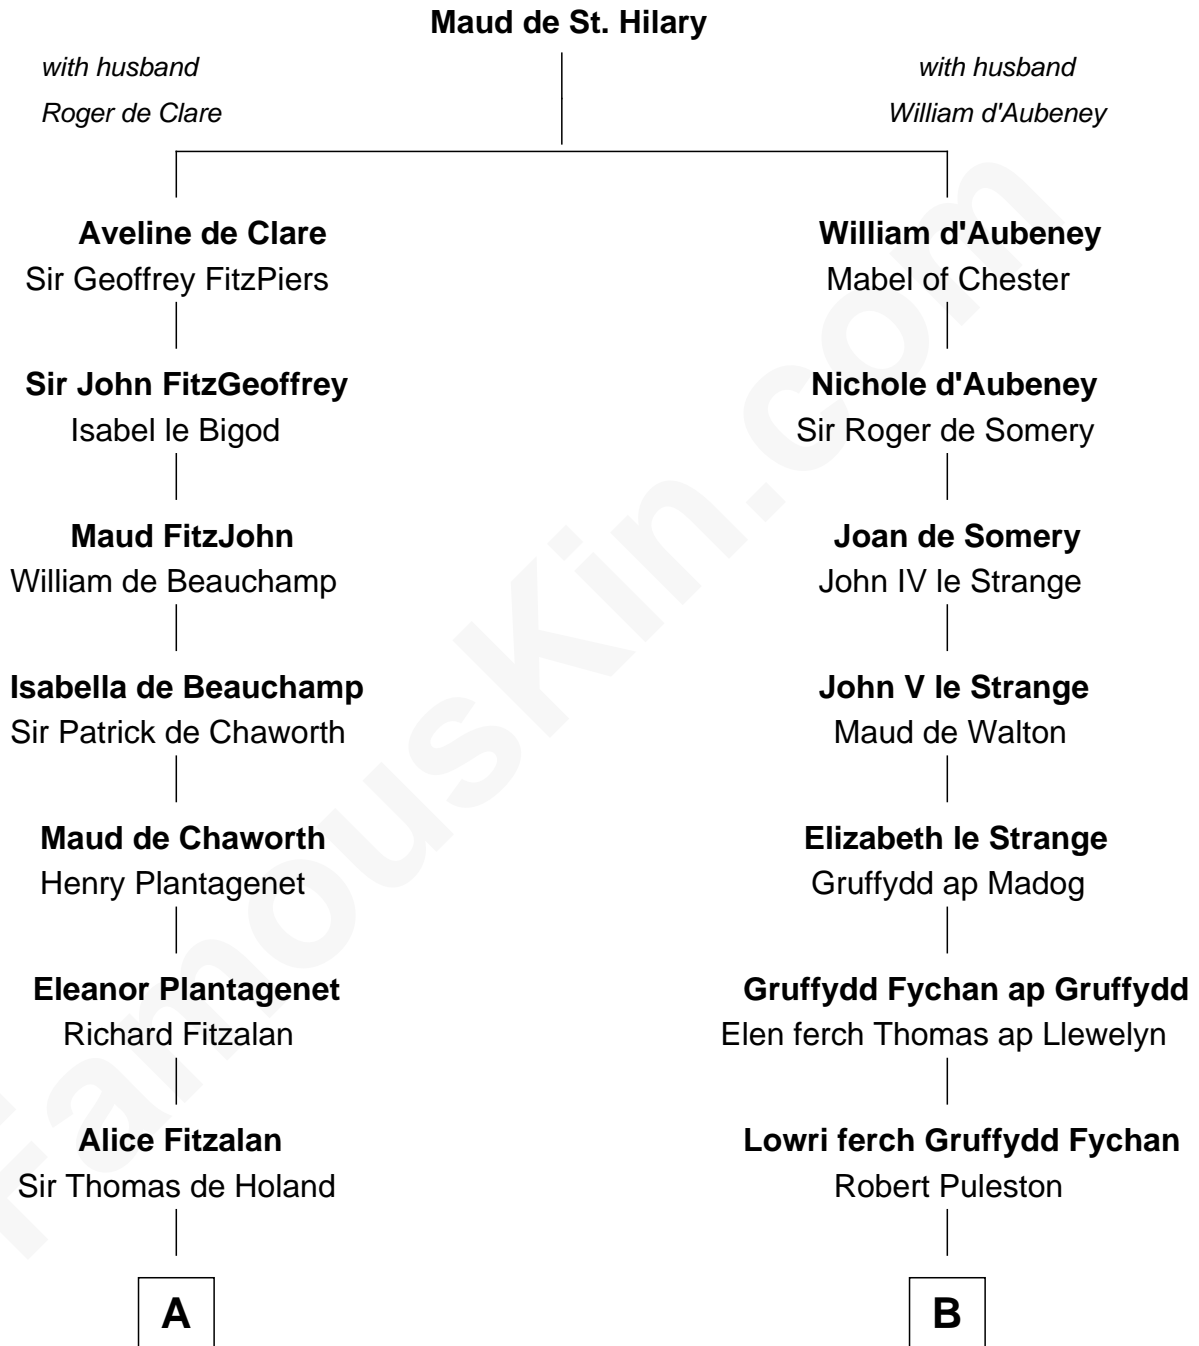 Maud de St. Hilary
with husband
Roger de Clare
with husband
William d'Aubeney
Aveline de Clare
Sir Geoffrey FitzPiers
William d'Aubeney
Mabel of Chester
Sir John FitzGeoffrey
Isabel le Bigod
Nichole d'Aubeney
Sir Roger de Somery
Maud FitzJohn
William de Beauchamp
Joan de Somery
John IV le Strange
Isabella de Beauchamp
Sir Patrick de Chaworth
John V le Strange
Maud de Walton
Maud de Chaworth
Henry Plantagenet
Elizabeth le Strange
Gruffydd ap Madog
Eleanor Plantagenet
Richard Fitzalan
Gruffydd Fychan ap Gruffydd
Elen ferch Thomas ap Llewelyn
Alice Fitzalan
Sir Thomas de Holand
Lowri ferch Gruffydd Fychan
Robert Puleston
A
B
FamousKin.com